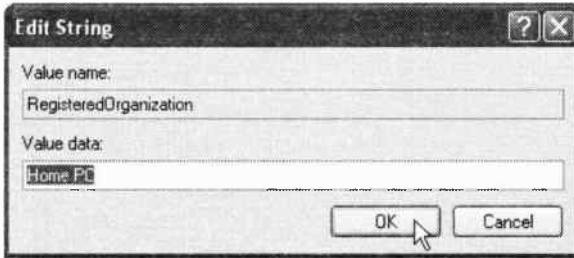 Edit String
Value name:
RegisteredOrganization
Value data:
Home PC
OK Cancel